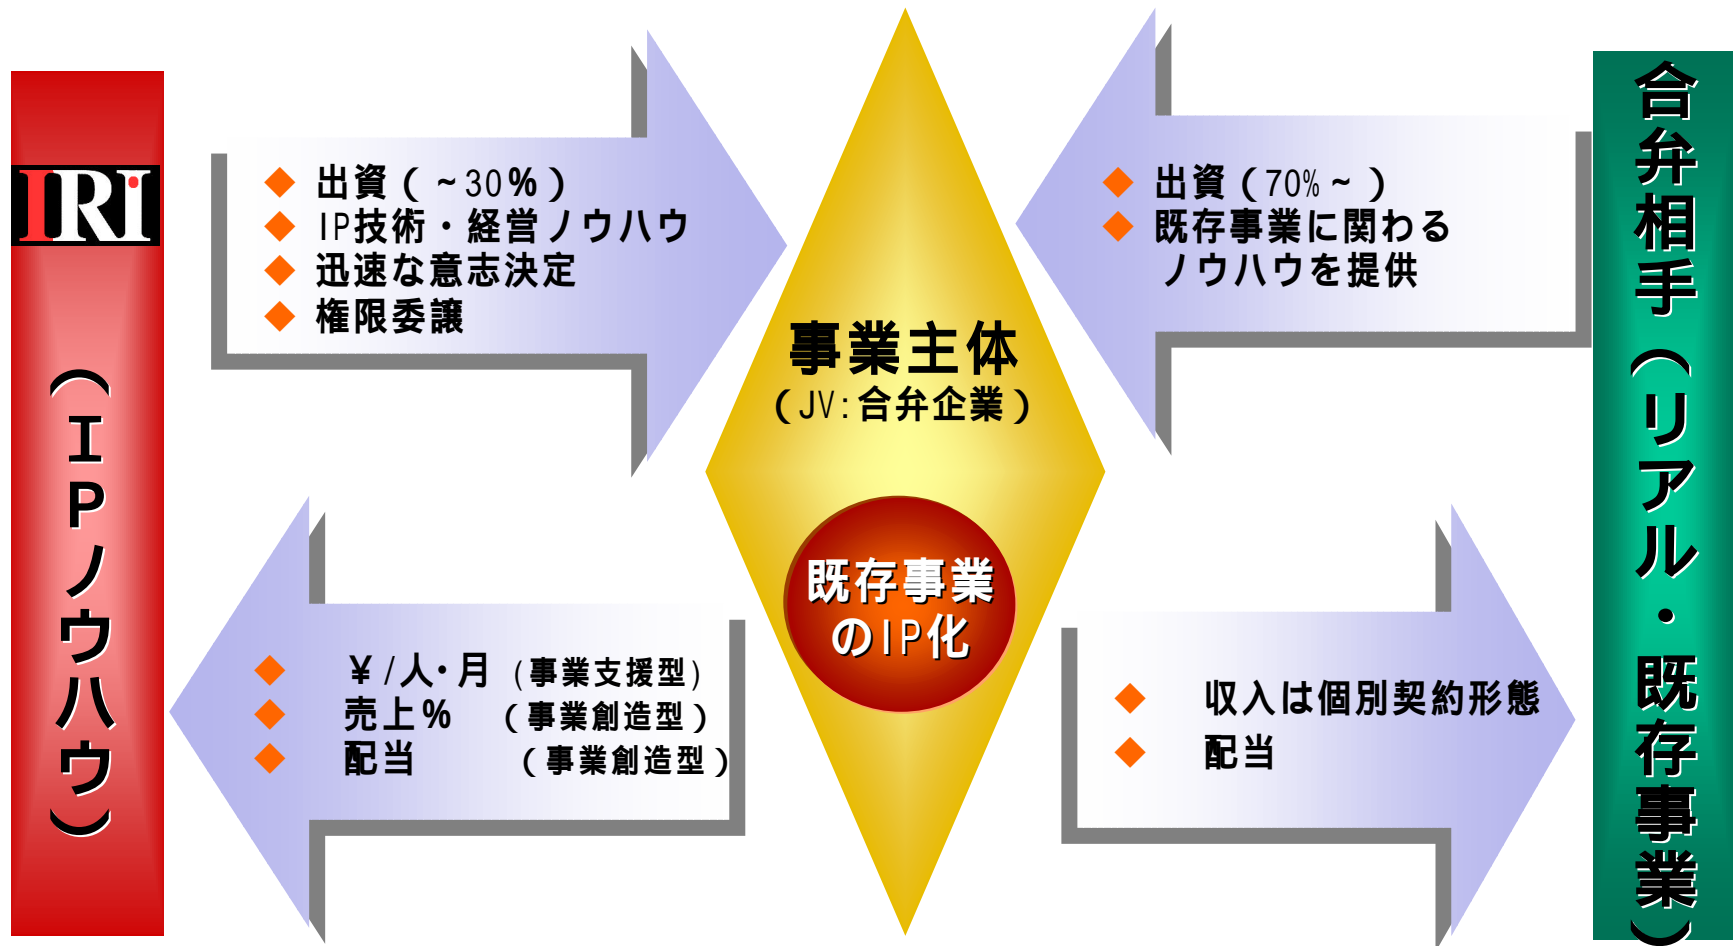 IRI
（ＩＰノウハウ）
出資（～30％）
IP技術・経営ノウハウ
迅速な意志決定
権限委譲
￥/人・月（事業支援型）
売上％（事業創造型）
配当（事業創造型）
事業主体
（JV:合弁企業）
既存事業
のIP化
出資（70%～）
既存事業に関わる
ノウハウを提供
収入は個別契約形態
配当
合弁相手（リアル・既存事業）